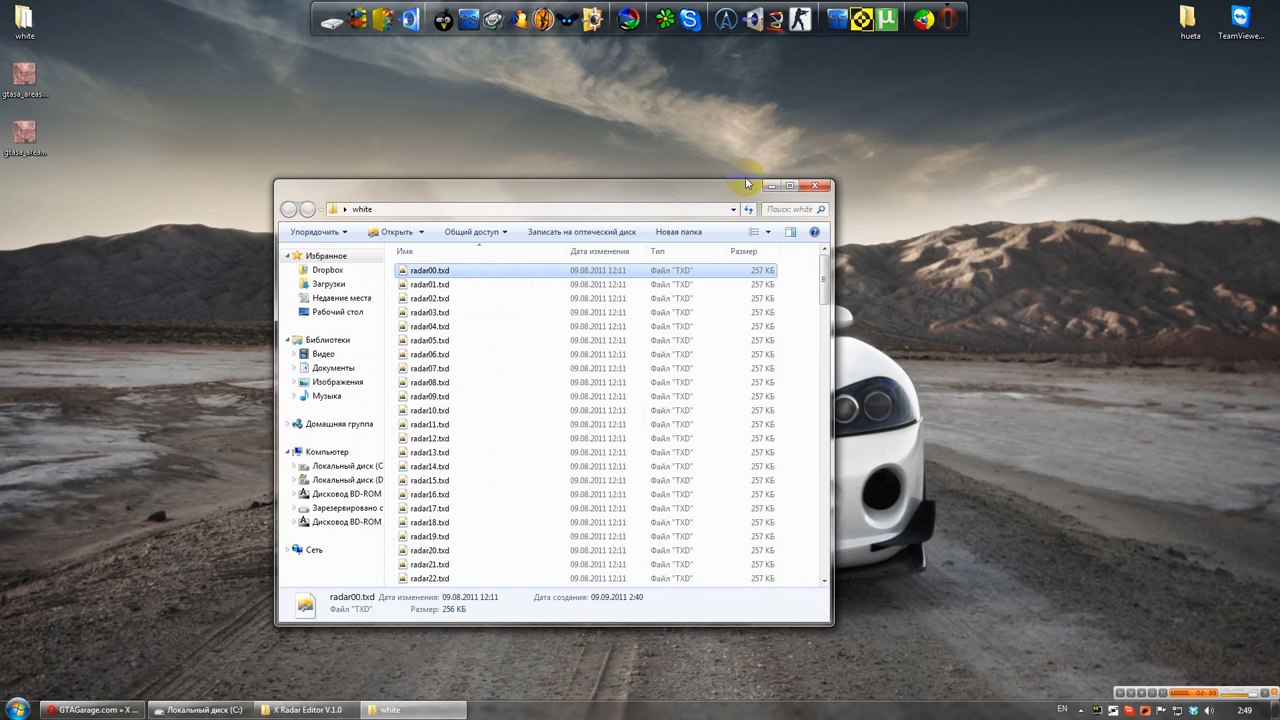 white
gtasa_areas...
gtasa_area...
hueta
TeamViewe...
white
Поиск: white
Упорядочить
Открыть
Общий доступ
Записать на оптический диск
Новая папка
Избранное
Dropbox
Загрузки
Недавние места
Рабочий стол
Библиотеки
Видео
Документы
Изображения
Музыка
Домашняя группа
Компьютер
Локальный диск (C
Локальный диск (D
Дисковод BD-ROM
Зарезервировано с
Дисковод BD-ROM
Сеть
Имя Дата изменения Тип Размер
radar00.txd 09.08.2011 12:11 Файл "TXD" 257 КБ
radar01.txd 09.08.2011 12:11 Файл "TXD" 257 КБ
radar02.txd 09.08.2011 12:11 Файл "TXD" 257 КБ
radar03.txd 09.08.2011 12:11 Файл "TXD" 257 КБ
radar04.txd 09.08.2011 12:11 Файл "TXD" 257 КБ
radar05.txd 09.08.2011 12:11 Файл "TXD" 257 КБ
radar06.txd 09.08.2011 12:11 Файл "TXD" 257 КБ
radar07.txd 09.08.2011 12:11 Файл "TXD" 257 КБ
radar08.txd 09.08.2011 12:11 Файл "TXD" 257 КБ
radar09.txd 09.08.2011 12:11 Файл "TXD" 257 КБ
radar10.txd 09.08.2011 12:11 Файл "TXD" 257 КБ
radar11.txd 09.08.2011 12:11 Файл "TXD" 257 КБ
radar12.txd 09.08.2011 12:11 Файл "TXD" 257 КБ
radar13.txd 09.08.2011 12:11 Файл "TXD" 257 КБ
radar14.txd 09.08.2011 12:11 Файл "TXD" 257 КБ
radar15.txd 09.08.2011 12:11 Файл "TXD" 257 КБ
radar16.txd 09.08.2011 12:11 Файл "TXD" 257 КБ
radar17.txd 09.08.2011 12:11 Файл "TXD" 257 КБ
radar18.txd 09.08.2011 12:11 Файл "TXD" 257 КБ
radar19.txd 09.08.2011 12:11 Файл "TXD" 257 КБ
radar20.txd 09.08.2011 12:11 Файл "TXD" 257 КБ
radar21.txd 09.08.2011 12:11 Файл "TXD" 257 КБ
radar22.txd 09.08.2011 12:11 Файл "TXD" 257 КБ
radar00.txd Дата изменения: 09.08.2011 12:11 Дата создания: 09.09.2011 2:40
Файл "TXD" Размер: 256 КБ
GTAGarage.com » X ...
Локальный диск (C:)
X Radar Editor V.1.0
white
EN
2:49